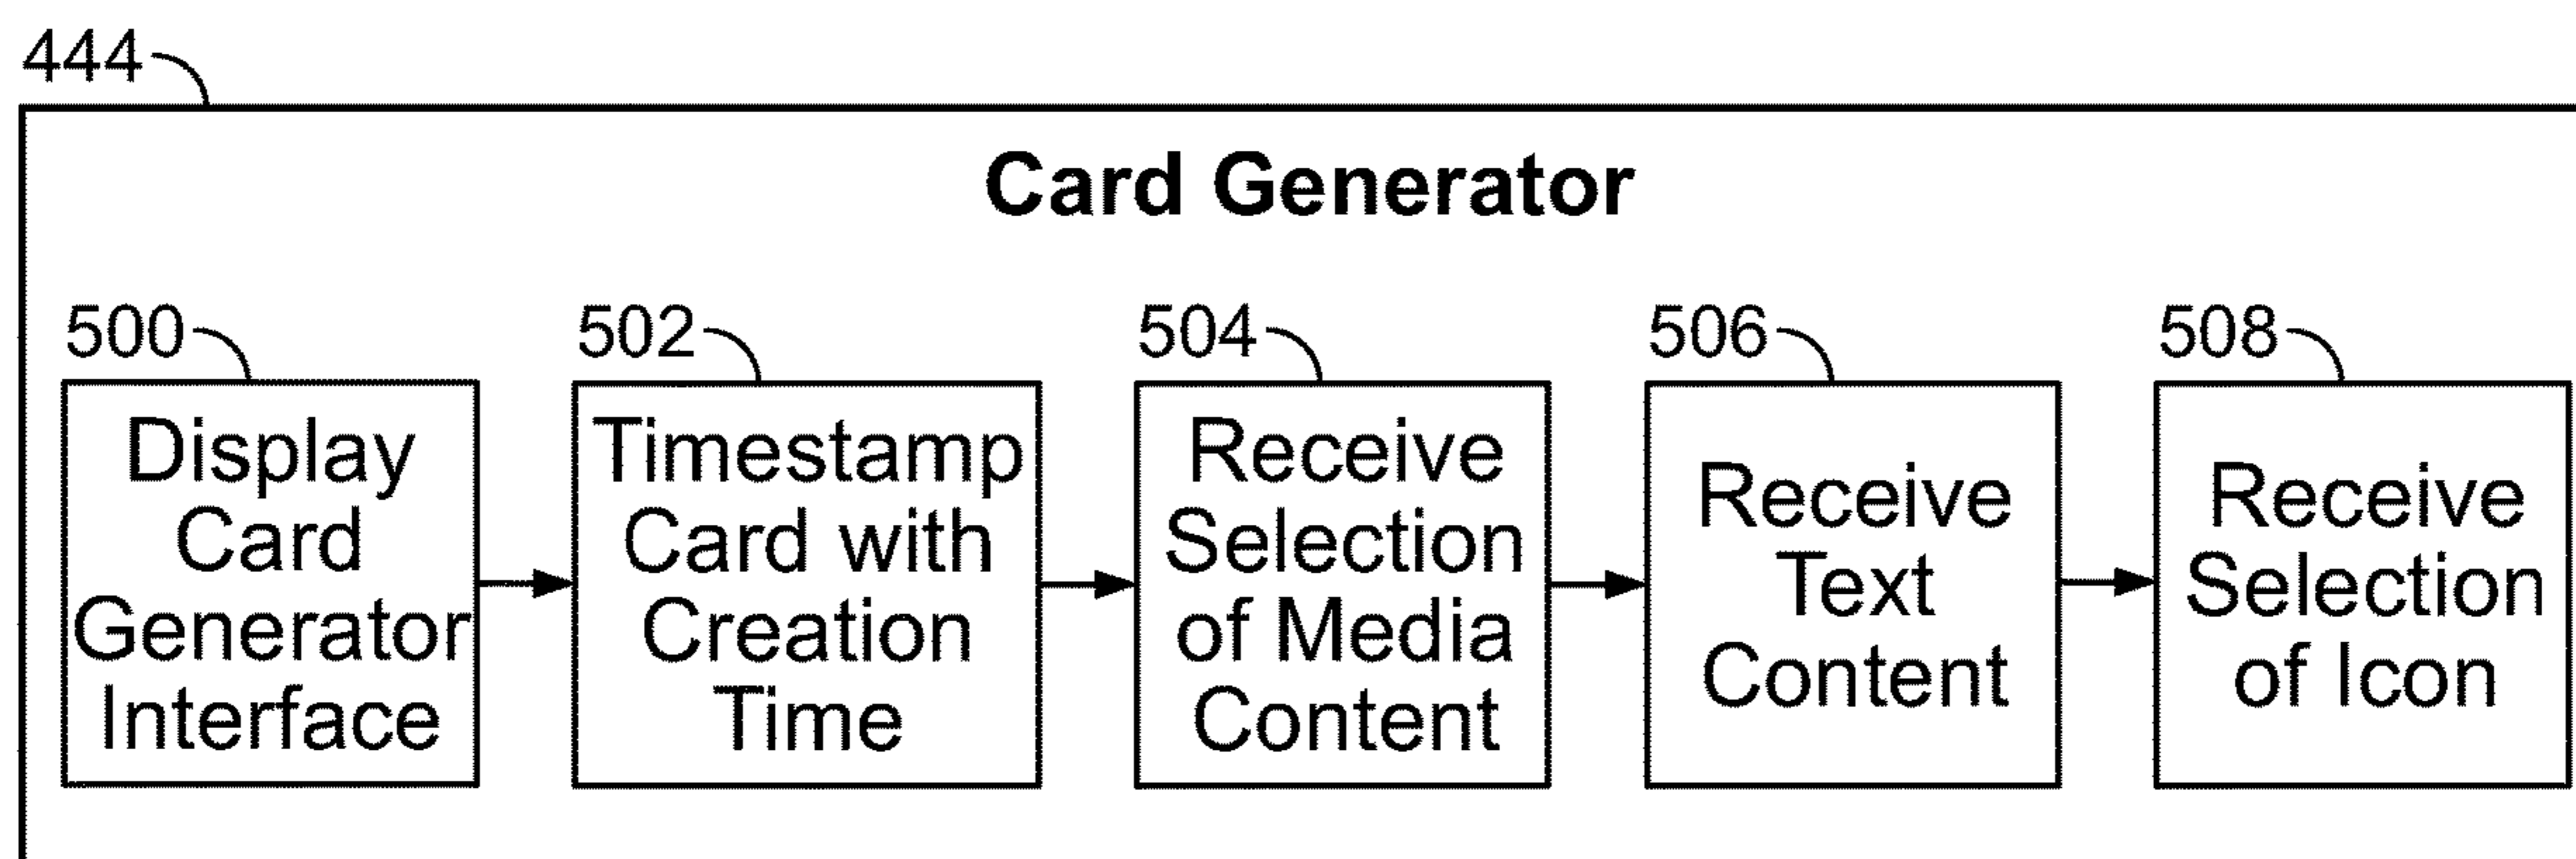 444
Card Generator
500
Display
Card
Generator
Interface
502
Timestamp
Card with
Creation
Time
504
Receive
Selection
of Media
Content
506
Receive
Text
Content
508
Receive
Selection
of Icon